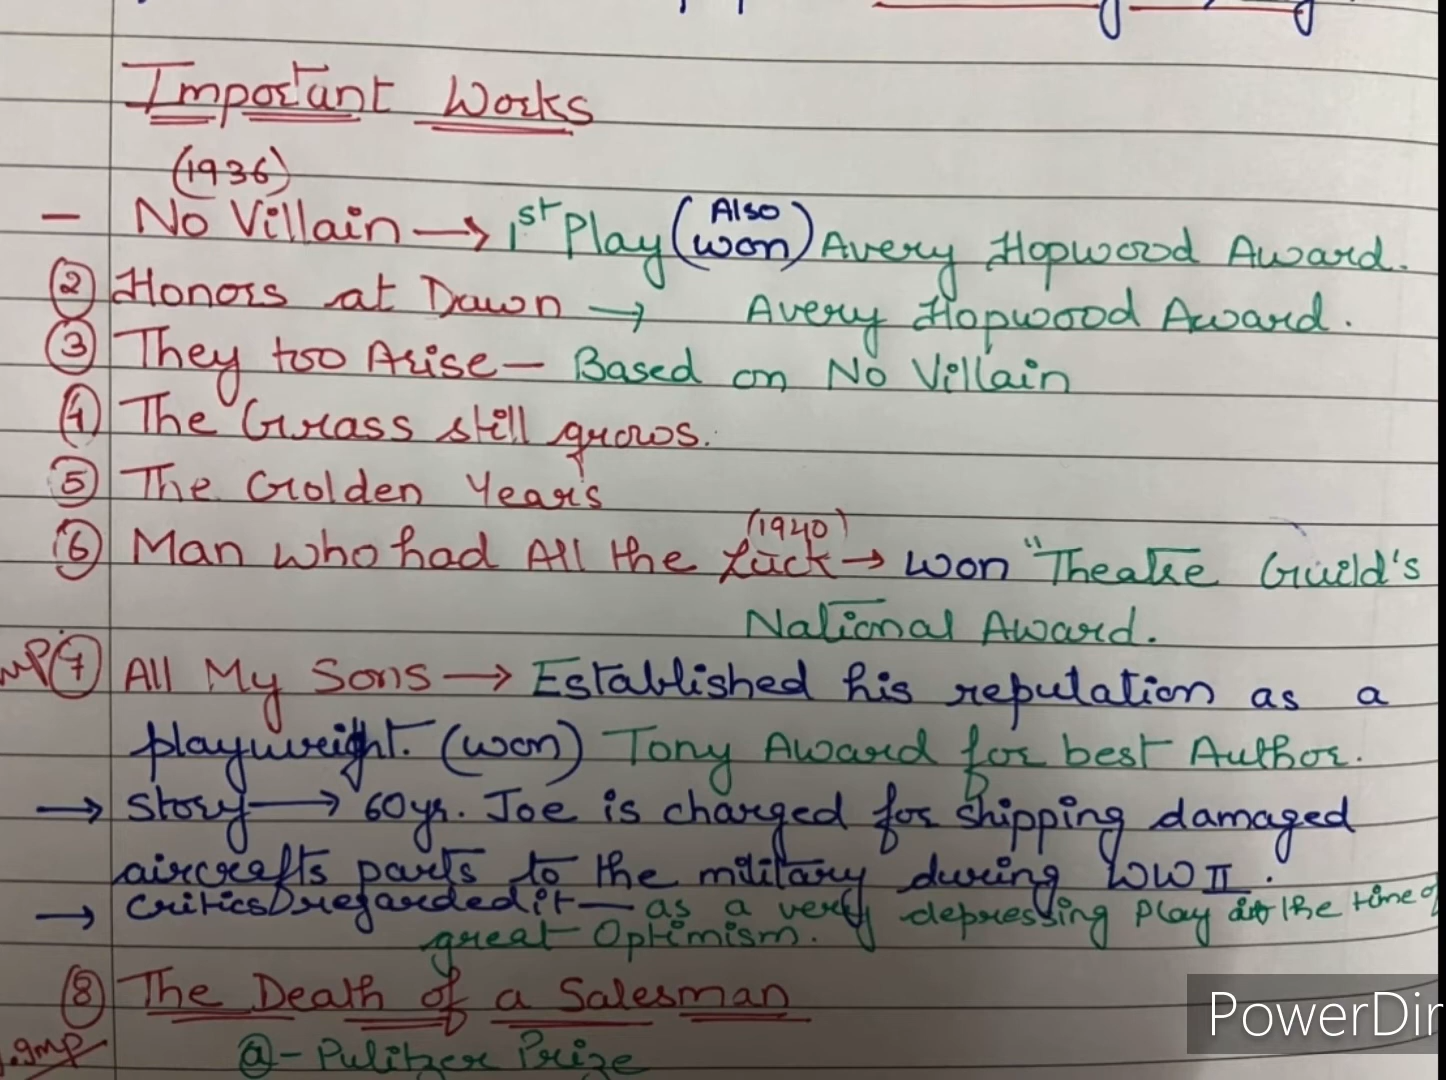 Important Works
(1936)
- No Villain → 1st Play (Also won) Avery Hopwood Award.
② Honors at Dawn → Avery Hopwood Award.
③ They too Arise - Based on No Villain
④ The Grass still grows.
⑤ The Golden Years
(1940)
⑥ Man who had All the Luck → won "Theatre Guild's
National Award.
⑦ All My Sons → Established his reputation as a
playwright. (won) Tony Award for best Author.
→ Story → 60yr. Joe is charged for shipping damaged
aircrafts parts to the military during WW II.
→ Critics regarded it - as a very depressing Play at the time of
great Optimism.
⑧ The Death of a Salesman
Imp @ - Pulitzer Prize
PowerDir